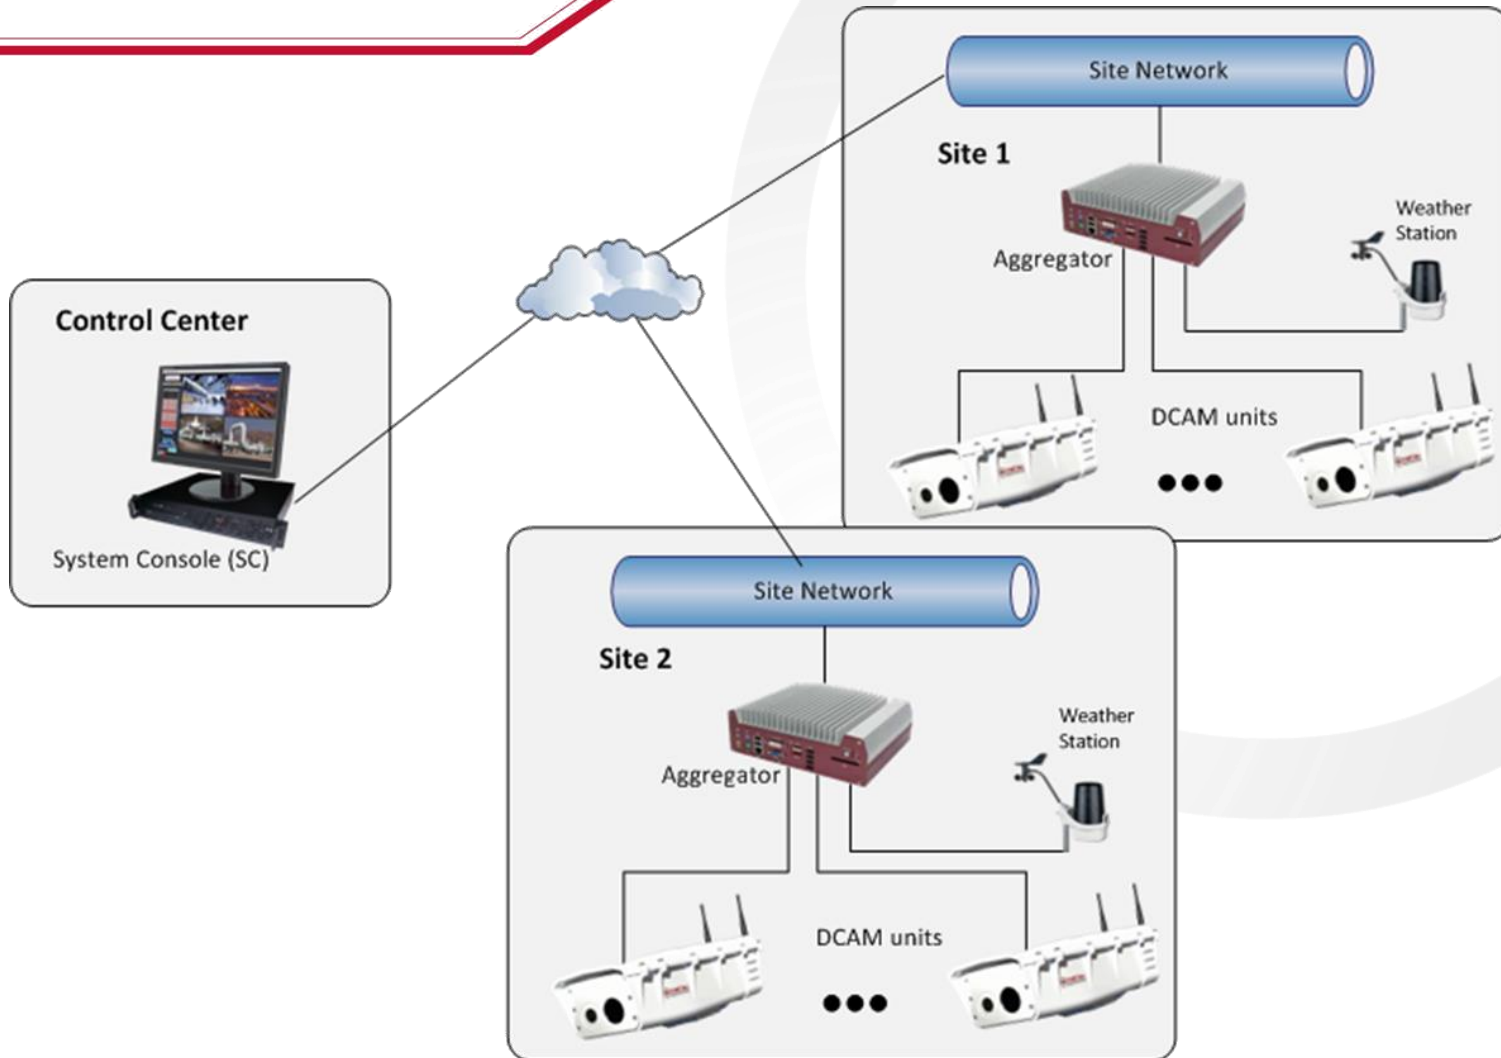 Site Network
Site 1
Aggregator
Weather
Station
DCAM units
Control Center
System Console (SC)
Site Network
Site 2
Aggregator
Weather
Station
DCAM units